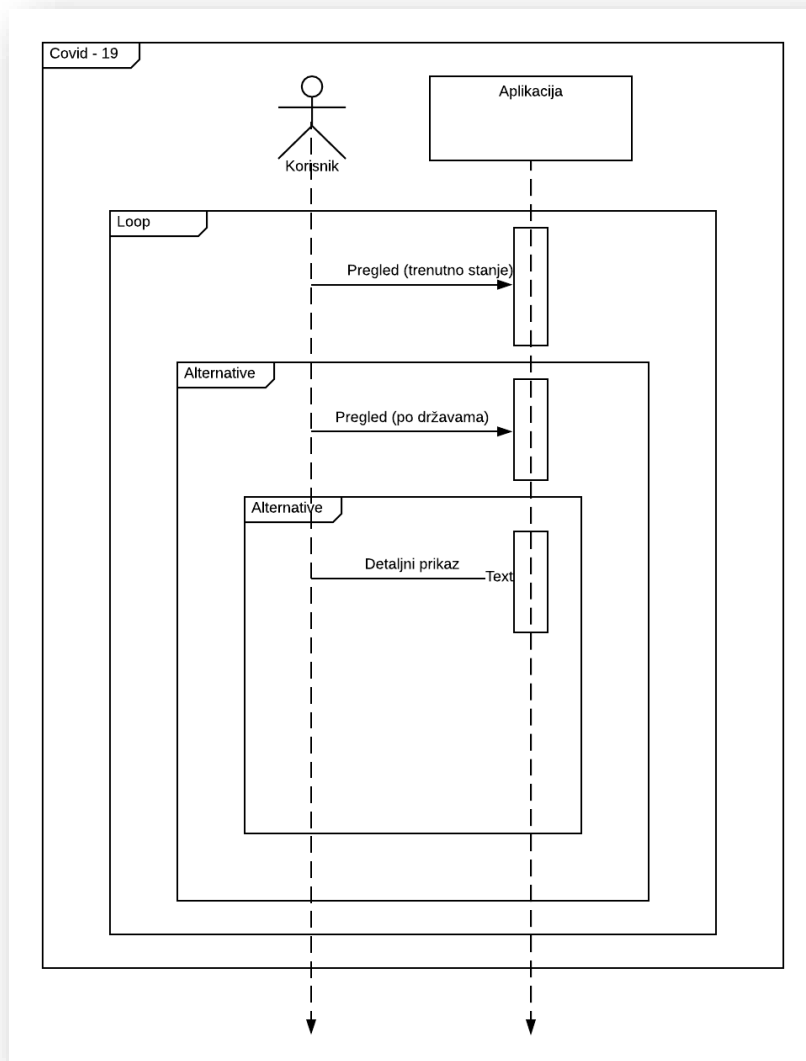 Covid - 19
Aplikacija
Korisnik
Loop
Pregled (trenutno stanje)
Alternative
Pregled (po državama)
Alternative
Detaljni prikaz
Text